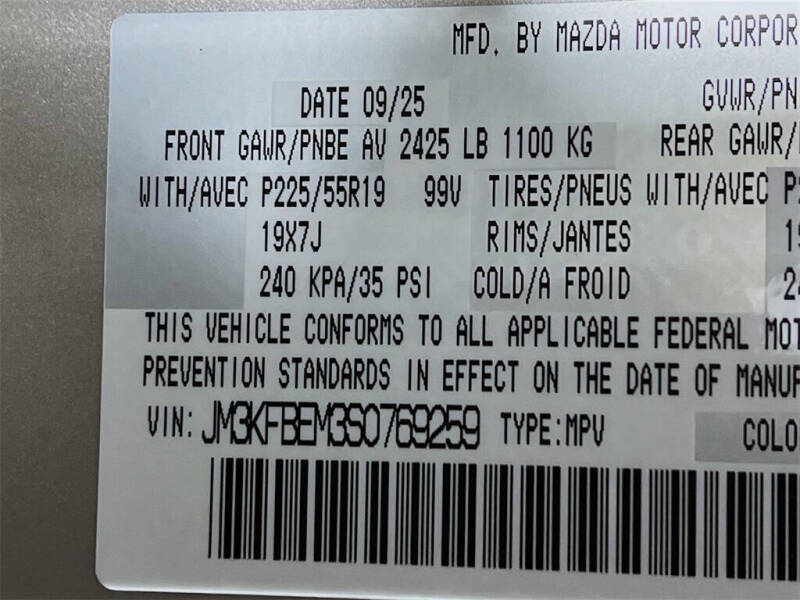 MFD. BY MAZDA MOTOR CORPOR
DATE 09/25 GVWR/PN
FRONT GAWR/PNBE AV 2425 LB 1100 KG REAR GAWR/
WITH/AVEC P225/55R19 99V TIRES/PNEUS WITH/AVEC P2
19X7J RIMS/JANTES 19
240 KPA/35 PSI COLD/A FROID 24
THIS VEHICLE CONFORMS TO ALL APPLICABLE FEDERAL MOT
PREVENTION STANDARDS IN EFFECT ON THE DATE OF MANUF
VIN: JM3KFBEM3S0769259 TYPE:MPV COLO